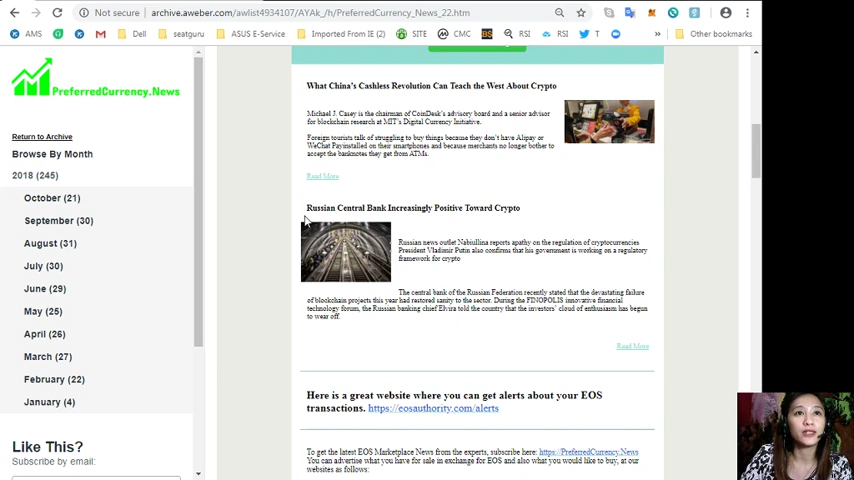 archive.aweber.com/awlist4934107/AYAk_/h/PreferredCurrency_News_22.htm
AMS
Dell
seatguru
ASUS E-Service
Imported From IE (2)
SITE
CMC
RSI
RSI
T
»
Other bookmarks
PreferredCurrency.News
Return to Archive
Browse By Month
2018 (245)
October (21)
September (30)
August (31)
July (30)
June (29)
May (25)
April (26)
March (27)
February (22)
January (4)
Like This?
Subscribe by email:
What China's Cashless Revolution Can Teach the West About Crypto
Michael J. Casey is the chairman of CoinDesk's advisory board and a senior advisor
for blockchain research at MIT's Digital Currency Initiative.
Foreign tourists talk of struggling to buy things because they don't have Alipay or
WeChat Payinstalled on their smartphones and because merchants no longer bother to
accept the banknotes they get from ATMs.
Read More
Russian Central Bank Increasingly Positive Toward Crypto
Russian news outlet Nabiullina reports apathy on the regulation of cryptocurrencies
President Vladimir Putin also confirms that his government is working on a regulatory
framework for crypto
The central bank of the Russian Federation recently stated that the devastating failure
of blockchain projects this year had restored sanity to the sector. During the FINOPOLIS innovative financial
technology forum, the Russian banking chief Elvira told the country that the investors' cloud of enthusiasm has begun
to wear off.
Read More
Here is a great website where you can get alerts about your EOS
transactions. https://eosauthority.com/alerts
To get the latest EOS Marketplace News from the experts, subscribe here: https://PreferredCurrency.News
You can advertise what you have for sale in exchange for EOS and also what you would like to buy, at our
websites as follows: